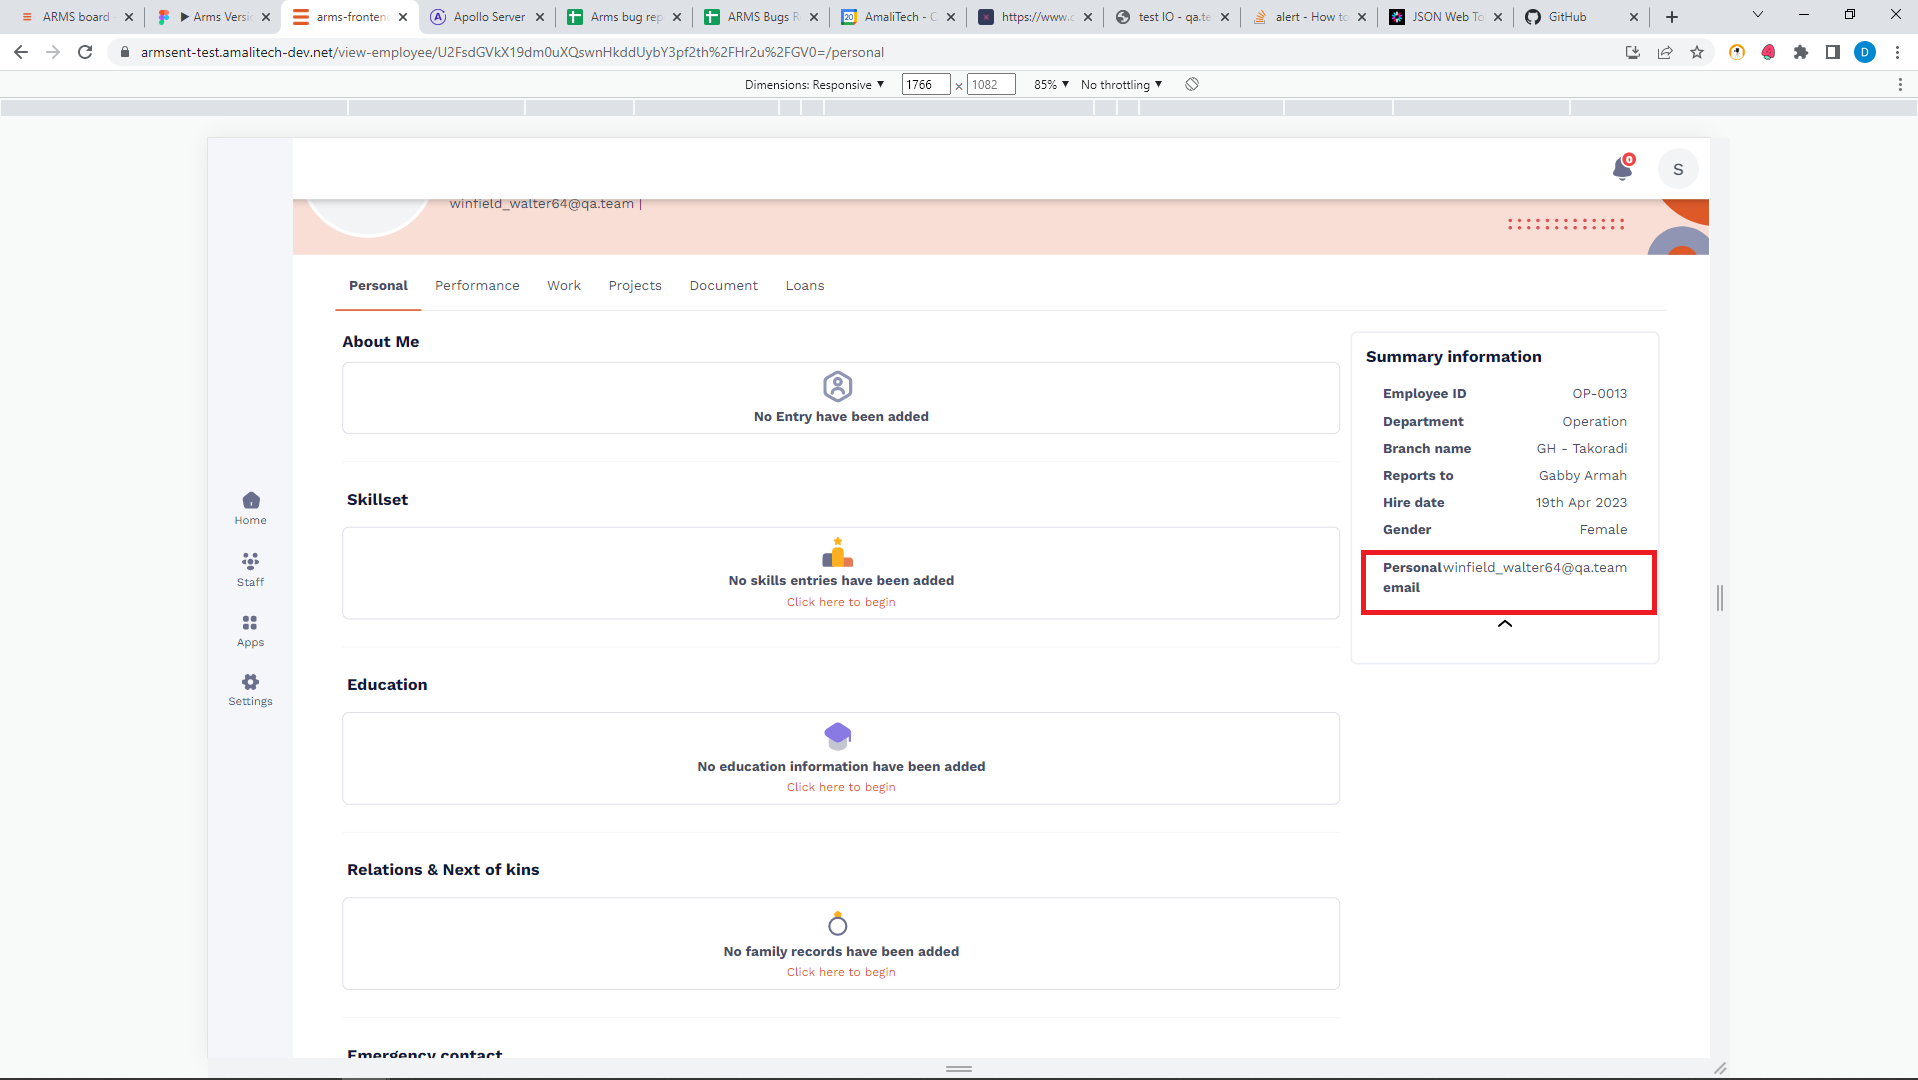 ARMS board
Arms Versi
arms-frontend
Apollo Server
Arms bug rep
ARMS Bugs R
AmaliTech - C
https://www.c
test IO - qa.te
alert - How to
JSON Web To
GitHub
armsent-test.amalitech-dev.net/view-employee/U2FsdGVkX19dm0uXQswnHkddUybY3pf2th%2FHr2u%2FGV0=/personal
D
Dimensions: Responsive
1766 × 1082
85%
No throttling
0
S
winfield_walter64@qa.team |
Personal
Performance
Work
Projects
Document
Loans
About Me
No Entry have been added
Skillset
No skills entries have been added
Click here to begin
Education
No education information have been added
Click here to begin
Relations & Next of kins
No family records have been added
Click here to begin
Emergency contact
Home
Staff
Apps
Settings
Summary information
Employee ID OP-0013
Department Operation
Branch name GH - Takoradi
Reports to Gabby Armah
Hire date 19th Apr 2023
Gender Female
Personal winfield_walter64@qa.team
email